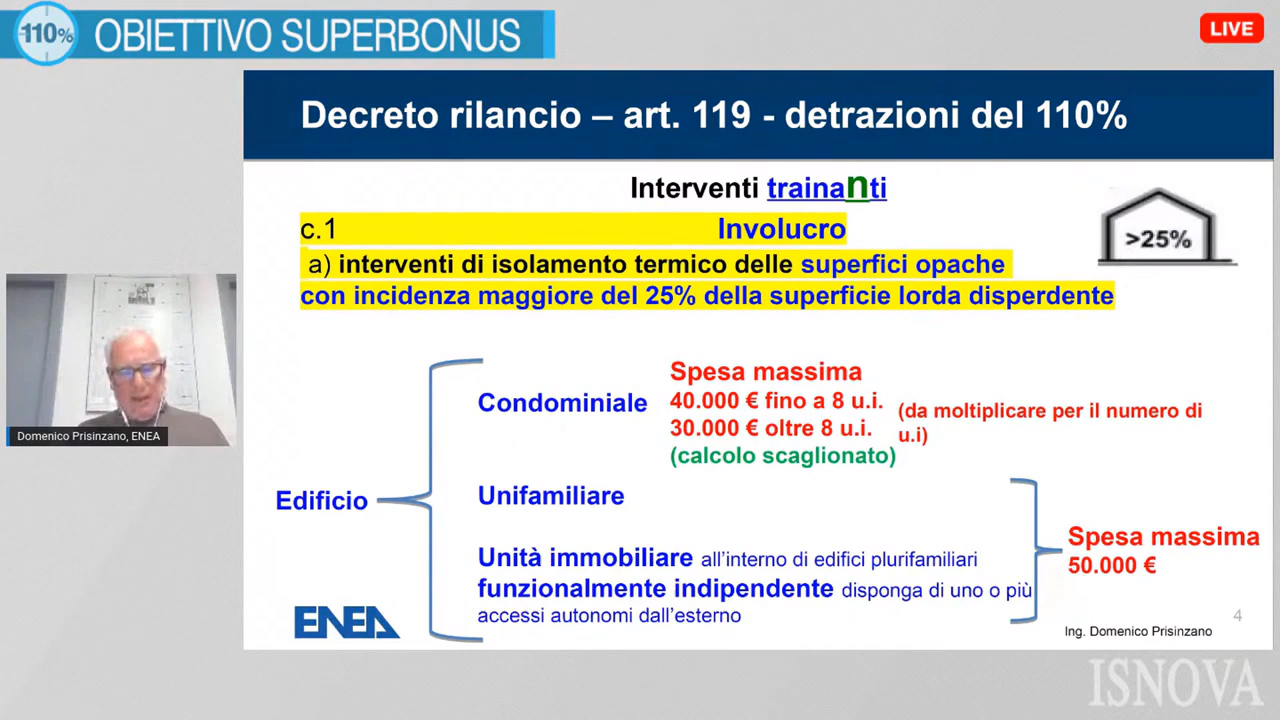 110% OBIETTIVO SUPERBONUS
LIVE
Decreto rilancio – art. 119 - detrazioni del 110%
Interventi trainanti
c.1 Involucro
>25%
a) interventi di isolamento termico delle superfici opache
con incidenza maggiore del 25% della superficie lorda disperdente
Spesa massima
Condominiale
40.000 € fino a 8 u.i.
30.000 € oltre 8 u.i.
(da moltiplicare per il numero di
u.i)
(calcolo scaglionato)
Domenico Prisinzano, ENEA
Edificio
Unifamiliare
Unità immobiliare all'interno di edifici plurifamiliari
funzionalmente indipendente disponga di uno o più
accessi autonomi dall'esterno
Spesa massima
50.000 €
ENEA
4
Ing. Domenico Prisinzano
ISNOVA